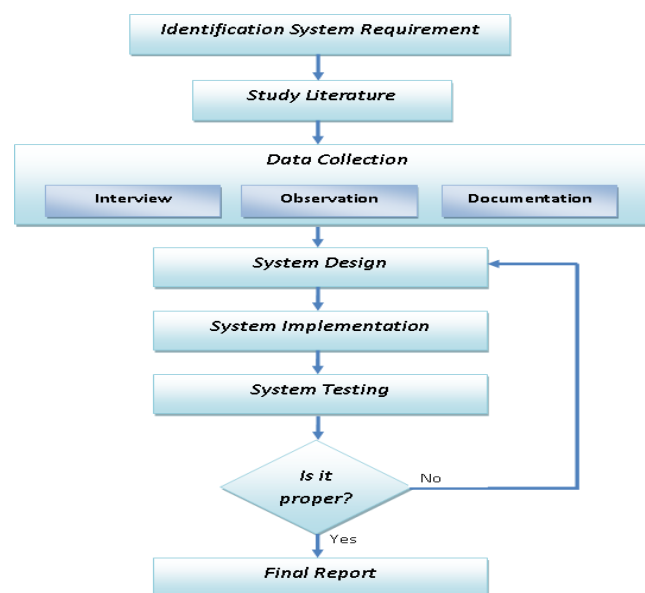 Identification System Requirement
Study Literature
Data Collection
Interview
Observation
Documentation
System Design
System Implementation
System Testing
Is it
proper?
No
Yes
Final Report